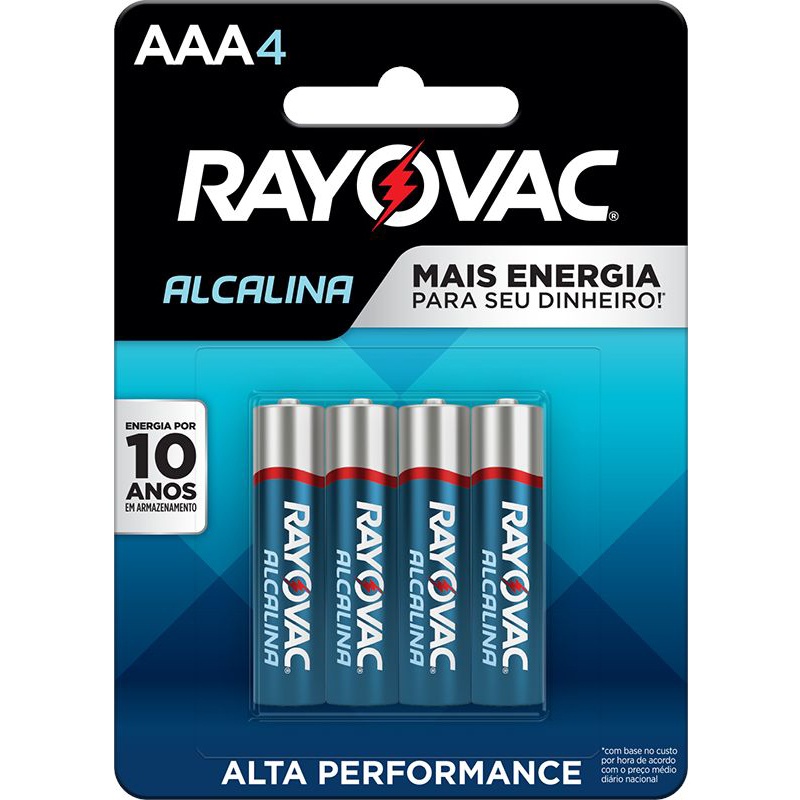 AAA4
RAYOVAC®
ALCALINA
MAIS ENERGIA
PARA SEU DINHEIRO!*
ENERGIA POR
10
ANOS
EM ARMAZENAMENTO
RAYOVAC®
ALCALINA
RAYOVAC®
ALCALINA
RAYOVAC®
ALCALINA
RAYOVAC®
ALCALINA
ALTA PERFORMANCE
*com base no custo
por hora de acordo
com o preço médio
diário nacional